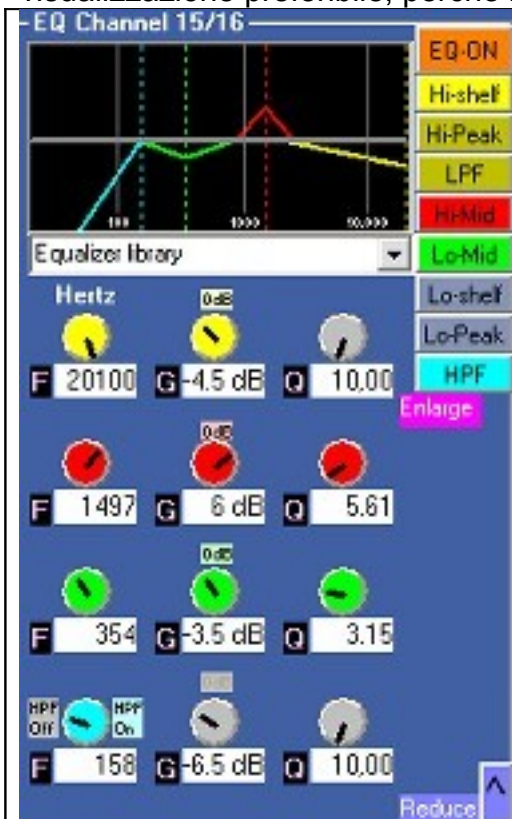 EQ Channel 15/16
EQ-ON
Hi-shelf
Hi-Peak
LPF
Hi-Mid
Lo-Mid
Lo-shelf
Lo-Peak
HPF
Enlarge
100 1000 10.000
Equalizer library
Hertz 0dB
F 20100 G -4.5 dB Q 10,00
0dB
F 1497 G 6 dB Q 5.61
0dB
F 354 G -3.5 dB Q 3.15
HPF Off HPF On
F 158 G -6.5 dB Q 10,00
Reduce ^